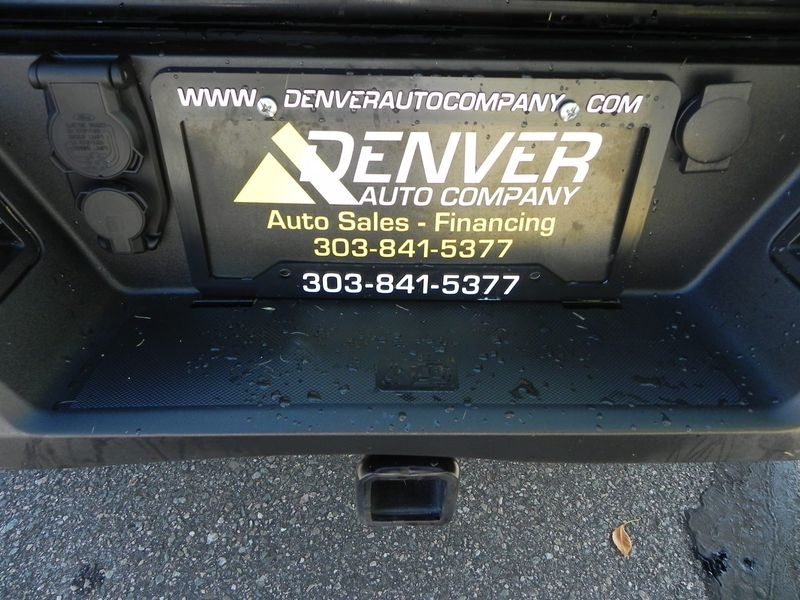 WWW. DENVERAUTOCOMPANY. COM
DENVER
AUTO COMPANY
Auto Sales - Financing
303-841-5377
303-841-5377